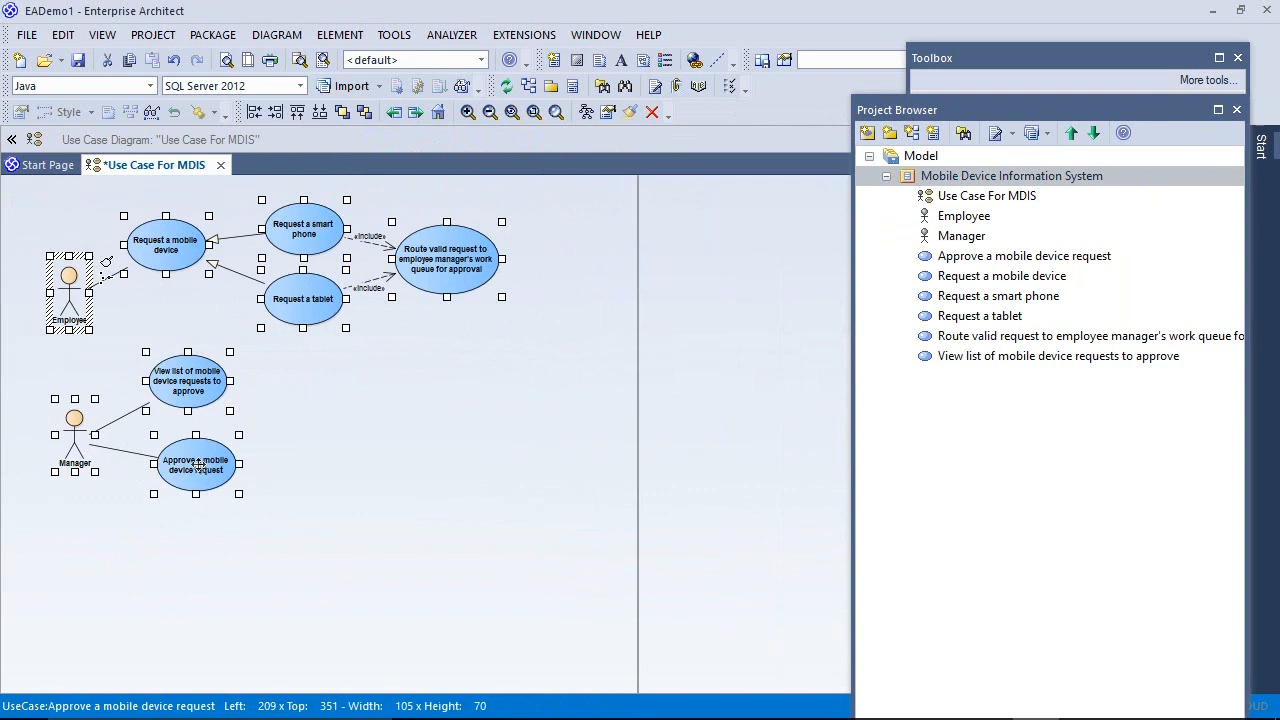 EADemo1 - Enterprise Architect
FILE EDIT VIEW PROJECT PACKAGE DIAGRAM ELEMENT TOOLS ANALYZER EXTENSIONS WINDOW HELP
<default>
Java
SQL Server 2012
Import
Style
Use Case Diagram: "Use Case For MDIS"
Start Page
*Use Case For MDIS
Request a mobile
device
Request a smart
phone
«include»
Route valid request to
employee manager's work
queue for approval
Request a tablet
«include»
Employee
View list of mobile
device requests to
approve
Manager
Approve a mobile
device request
Toolbox
More tools...
Project Browser
Model
Mobile Device Information System
Use Case For MDIS
Employee
Manager
Approve a mobile device request
Request a mobile device
Request a smart phone
Request a tablet
Route valid request to employee manager's work queue fo
View list of mobile device requests to approve
Start
UseCase:Approve a mobile device request Left: 209 x Top: 351 - Width: 105 x Height: 70